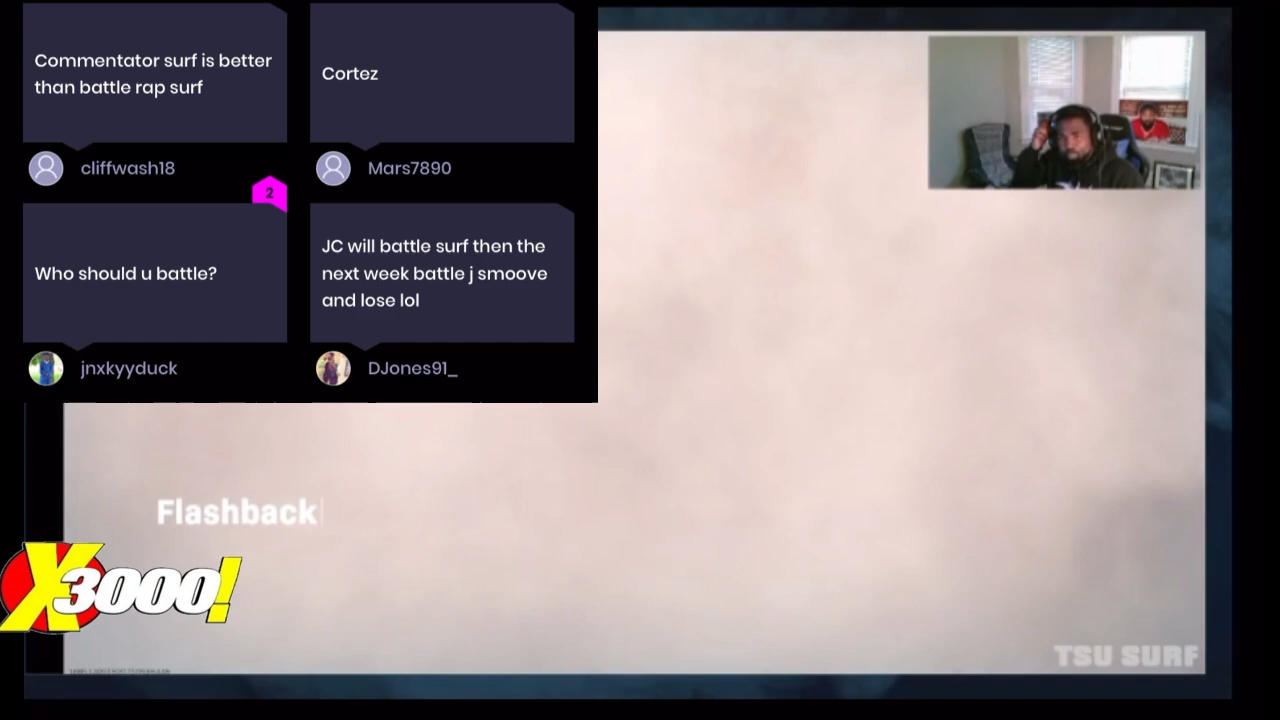 Commentator surf is better
than battle rap surf
cliffwash18
Cortez
Mars7890
2
Who should u battle?
jnxkyyduck
JC will battle surf then the
next week battle j smoove
and lose lol
DJones91_
Flashback
X3000!
TSU SURF